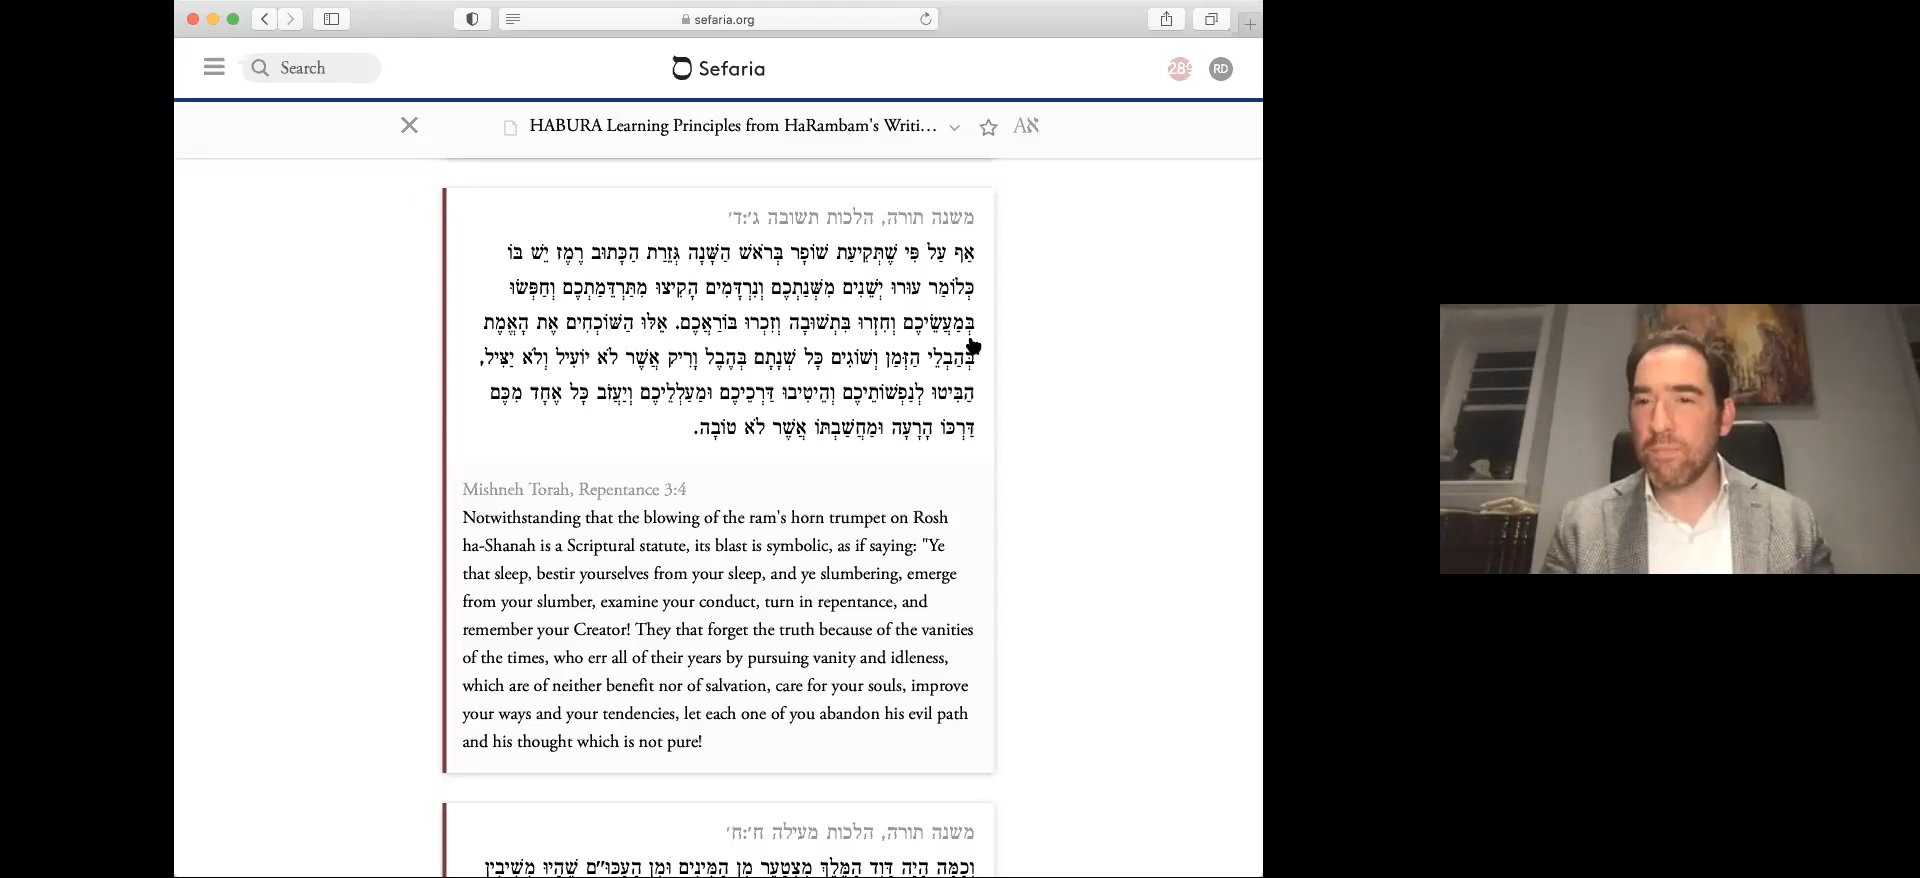 sefaria.org
Search
Sefaria
289
RD
HABURA Learning Principles from HaRambam's Writi...
Aא
משנה תורה, הלכות תשובה ג׳:ד׳
אַף עַל פִּי שֶׁתְּקִיעַת שׁוֹפָר בְּרֹאשׁ הַשָּׁנָה גְּזֵרַת הַכָּתוּב רֶמֶז יֵשׁ בּוֹ
כְּלוֹמַר עוּרוּ יְשֵׁנִים מִשְּׁנַתְכֶם וְנִרְדָּמִים הָקִיצוּ מִתַּרְדֵּמַתְכֶם וְחַפְּשׂוּ
בְּמַעֲשֵׂיכֶם וְחִזְרוּ בִּתְשׁוּבָה וְזִכְרוּ בּוֹרַאֲכֶם. אֵלּוּ הַשּׁוֹכְחִים אֶת הָאֱמֶת
בְּהַבְלֵי הַזְּמַן וְשׁוֹגִים כָּל שְׁנָתָם בְּהֶבֶל וָרִיק אֲשֶׁר לֹא יוֹעִיל וְלֹא יַצִּיל,
הַבִּיטוּ לְנַפְשׁוֹתֵיכֶם וְהֵיטִיבוּ דַּרְכֵיכֶם וּמַעַלְלֵיכֶם וְיַעֲזֹב כָּל אֶחָד מִכֶּם
דַּרְכּוֹ הָרָעָה וּמַחֲשַׁבְתּוֹ אֲשֶׁר לֹא טוֹבָה.
Mishneh Torah, Repentance 3:4
Notwithstanding that the blowing of the ram's horn trumpet on Rosh
ha-Shanah is a Scriptural statute, its blast is symbolic, as if saying: "Ye
that sleep, bestir yourselves from your sleep, and ye slumbering, emerge
from your slumber, examine your conduct, turn in repentance, and
remember your Creator! They that forget the truth because of the vanities
of the times, who err all of their years by pursuing vanity and idleness,
which are of neither benefit nor of salvation, care for your souls, improve
your ways and your tendencies, let each one of you abandon his evil path
and his thought which is not pure!
משנה תורה, הלכות מעילה ח׳:ח׳
וְכַמָּה הָיָה דָּוִד הַמֶּלֶךְ מִצְטַעֵר מִן הַמִּינִים וּמִן הָעַכּוּ״ם שֶׁהָיוּ מְשִׁיבִין